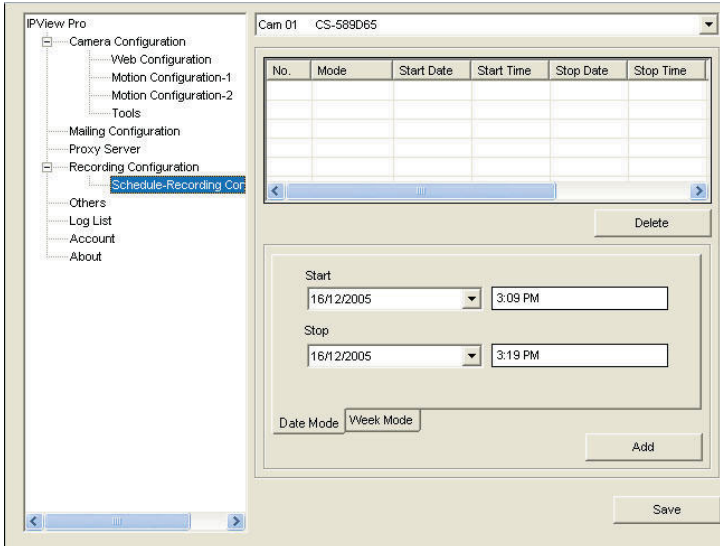 IPView Pro
Camera Configuration
Web Configuration
Motion Configuration-1
Motion Configuration-2
Tools
Mailing Configuration
Proxy Server
Recording Configuration
Schedule-Recording Con
Others
Log List
Account
About
Cam 01 CS-589D65
No. Mode Start Date Start Time Stop Date Stop Time
Delete
Start
16/12/2005 3:09 PM
Stop
16/12/2005 3:19 PM
Date Mode Week Mode
Add
Save